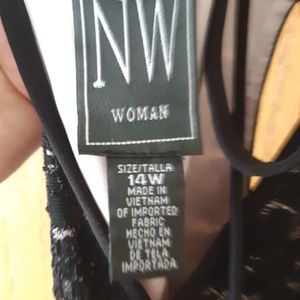 NW
WOMAN
SIZE/TALLA
14W
MADE IN
VIETNAM
OF IMPORTED
FABRIC
HECHO EN
VIETNAM
DE TELA
IMPORTADA